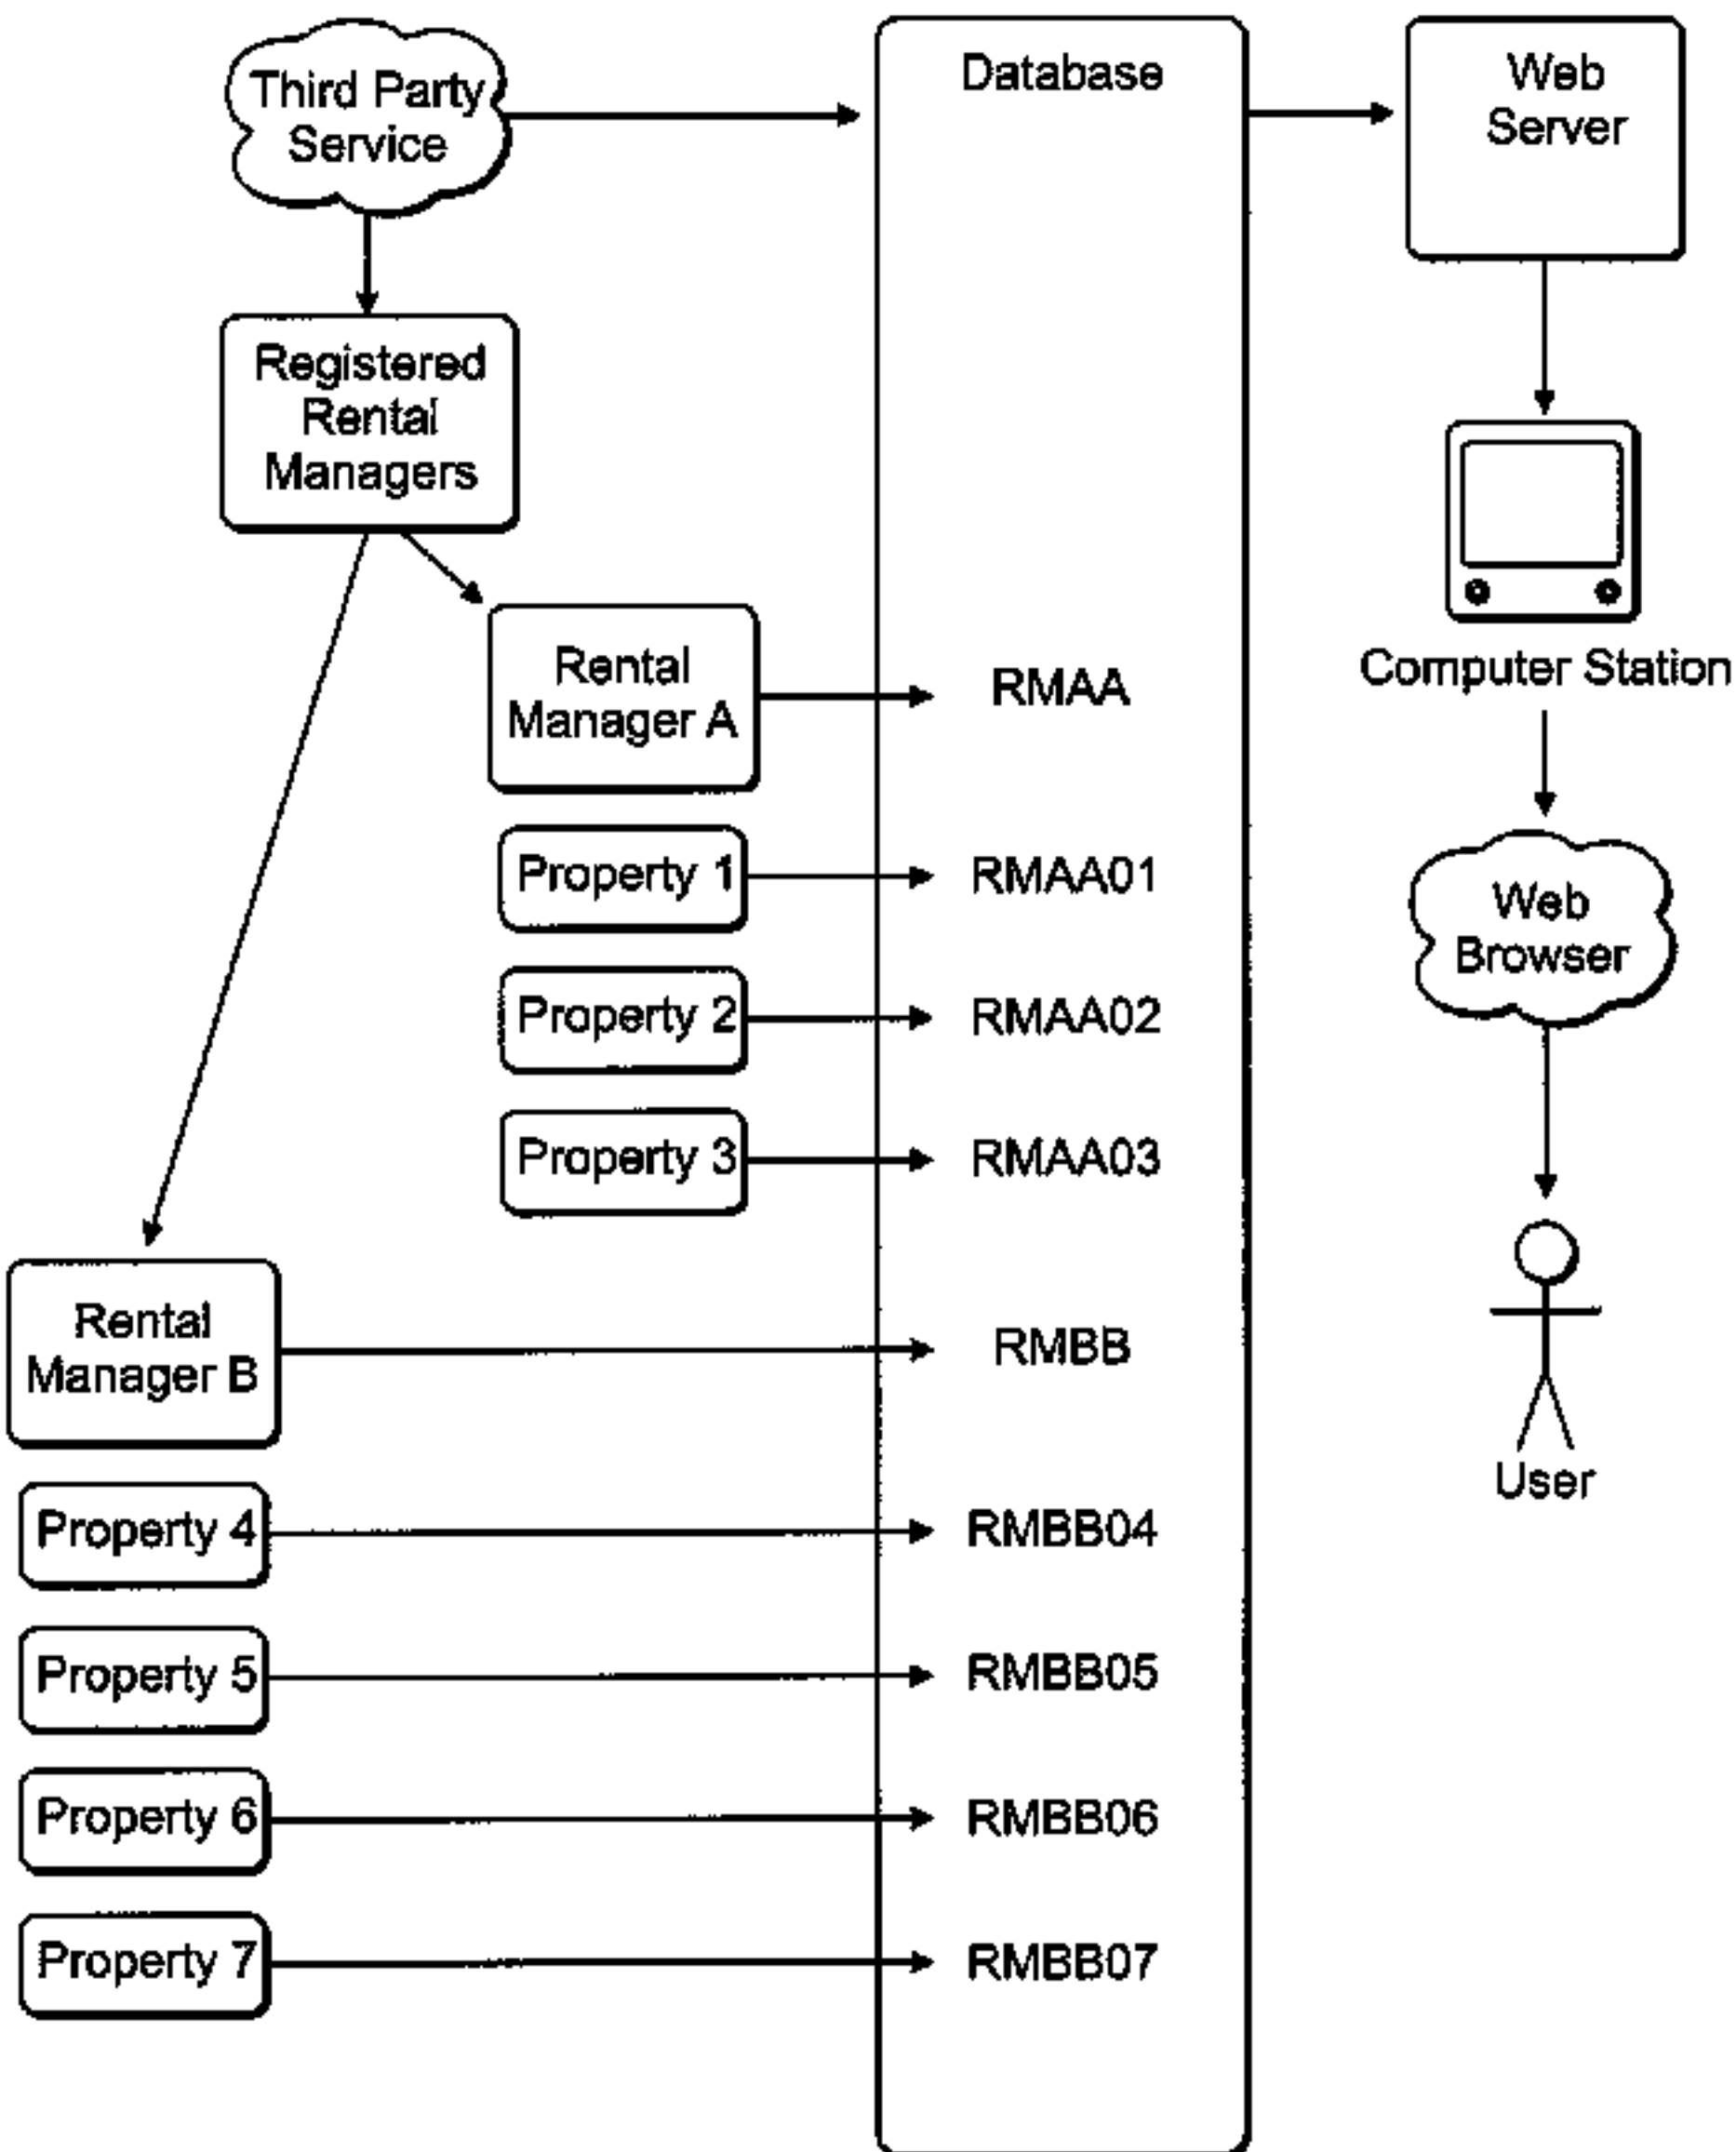 Third Party
Service
Database
Web
Server
Registered
Rental
Managers
Rental
Manager A
RMAA
Computer Station
Property 1
RMAA01
Web
Browser
Property 2
RMAA02
Property 3
RMAA03
Rental
Manager B
RMBB
User
Property 4
RMBB04
Property 5
RMBB05
Property 6
RMBB06
Property 7
RMBB07